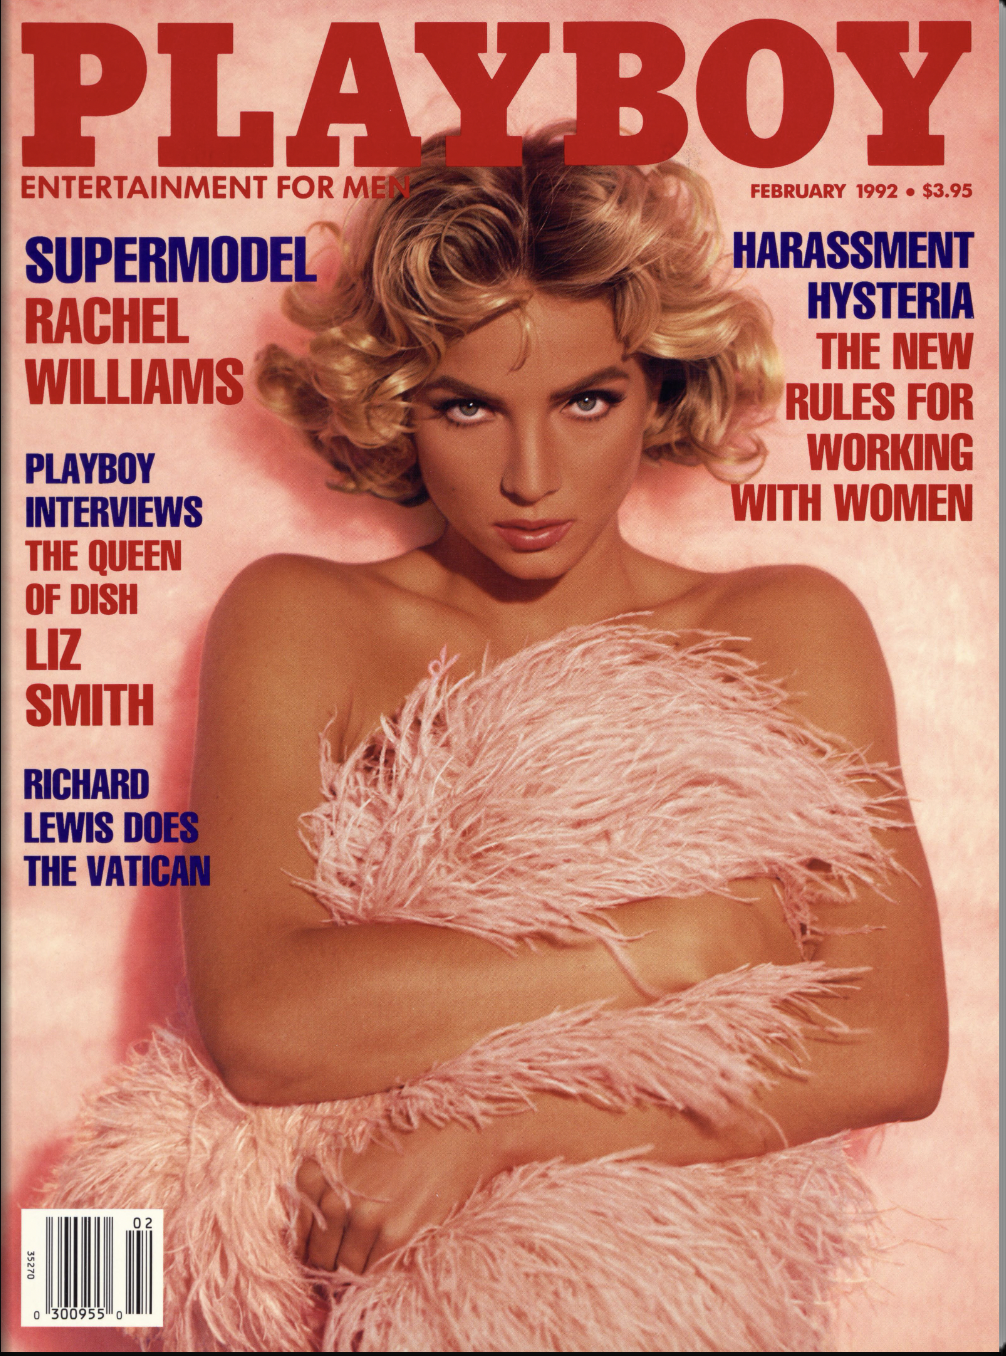 PLAYBOY
ENTERTAINMENT FOR MEN
FEBRUARY 1992 • $3.95
SUPERMODEL
RACHEL
WILLIAMS
PLAYBOY
INTERVIEWS
THE QUEEN
OF DISH
LIZ
SMITH
RICHARD
LEWIS DOES
THE VATICAN
HARASSMENT
HYSTERIA
THE NEW
RULES FOR
WORKING
WITH WOMEN
02
35270
0 300955 0